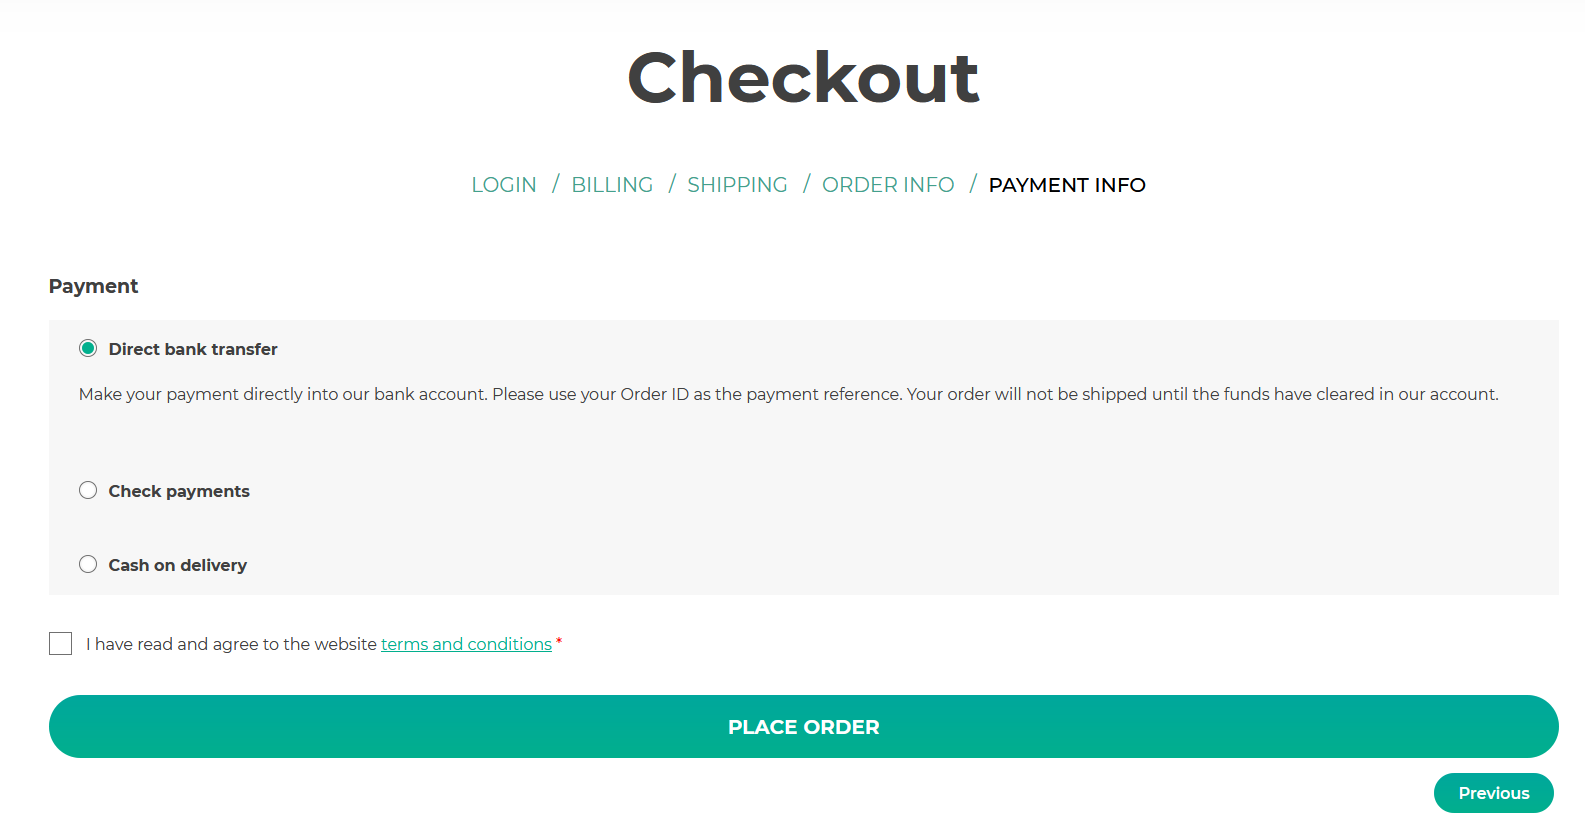 Checkout
LOGIN / BILLING / SHIPPING / ORDER INFO / PAYMENT INFO
Payment
Direct bank transfer
Make your payment directly into our bank account. Please use your Order ID as the payment reference. Your order will not be shipped until the funds have cleared in our account.
Check payments
Cash on delivery
I have read and agree to the website terms and conditions *
PLACE ORDER
Previous